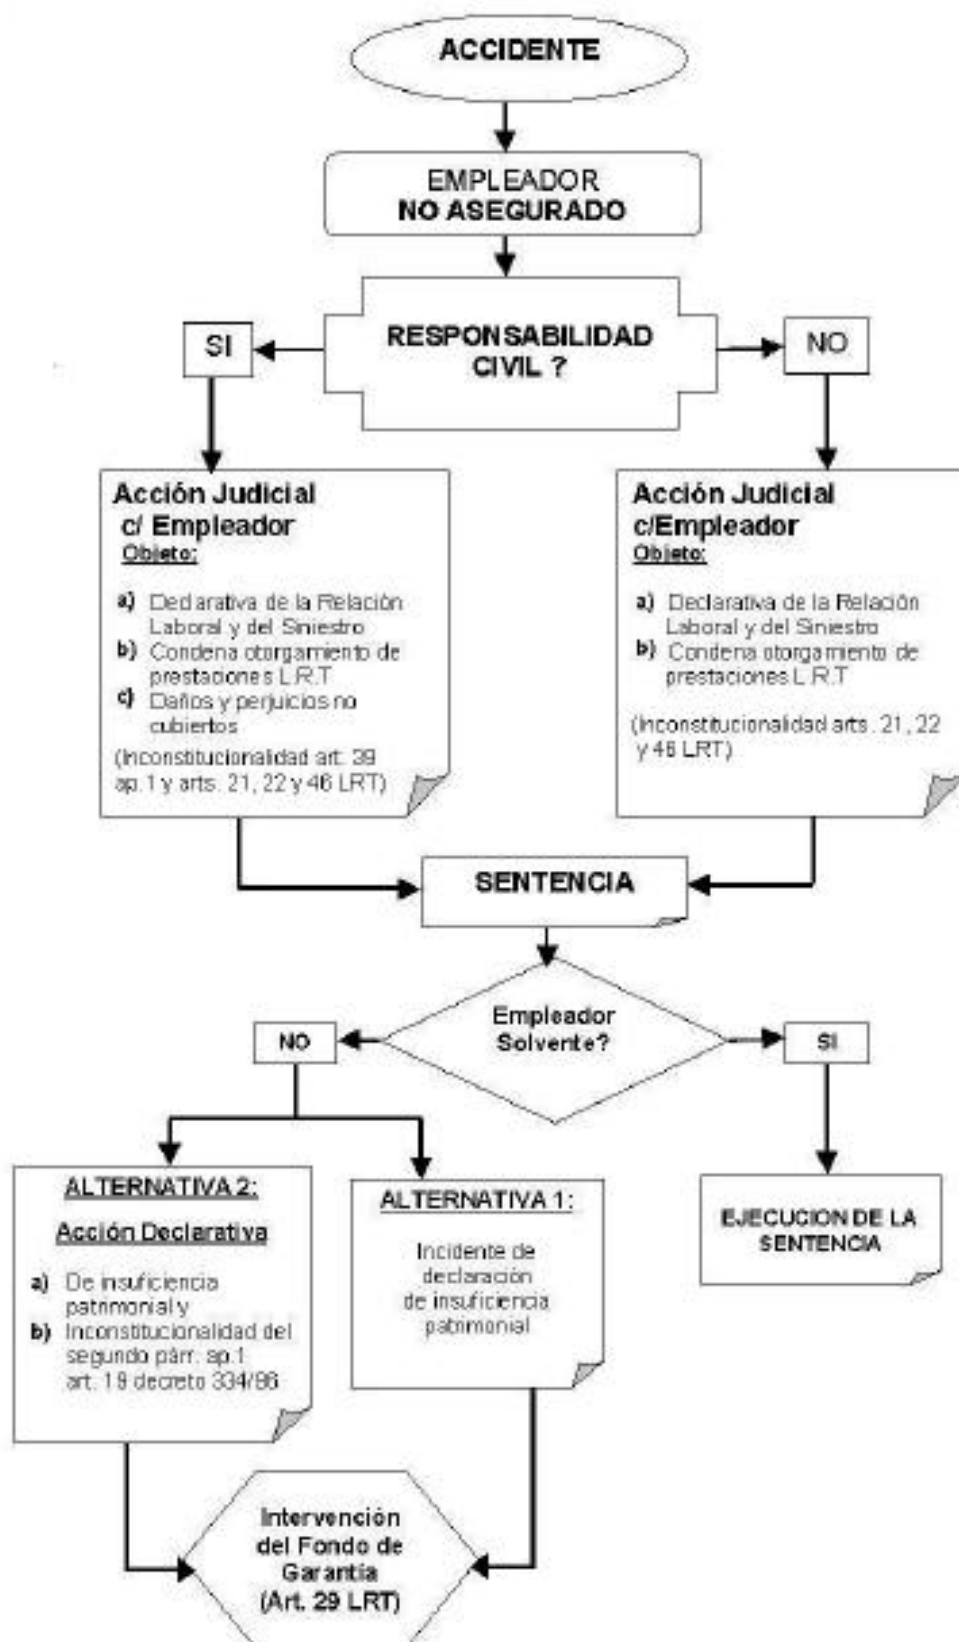 ACCIDENTE
EMPLEADOR
NO ASEGURADO
RESPONSABILIDAD
CIVIL ?
SI
NO
Acción Judicial
c/ Empleador
Objeto:
a) Declarativa de la Relación
Laboral y del Siniestro
b) Condena otorgamiento de
prestaciones L.R.T
c) Daños y perjuicios no
cubiertos
(Inconstitucionalidad art. 39
ap.1 y arts. 21, 22 y 46 LRT)
Acción Judicial
c/Empleador
Objeto:
a) Declarativa de la Relación
Laboral y del Siniestro
b) Condena otorgamiento de
prestaciones L.R.T
(Inconstitucionalidad arts. 21, 22
y 46 LRT)
SENTENCIA
Empleador
Solvente?
NO
SI
ALTERNATIVA 2:
Acción Declarativa
a) De insuficiencia
patrimonial y
b) Inconstitucionalidad del
segundo párr. ap.1
art. 19 decreto 334/96
ALTERNATIVA 1:
Incidente de
declaración
de insuficiencia
patrimonial
EJECUCION DE LA
SENTENCIA
Intervención
del Fondo de
Garantía
(Art. 29 LRT)